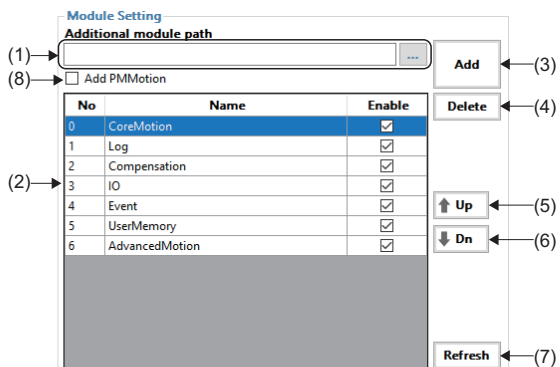 Module Setting
Additional module path
(1)
...
Add
(3)
(8)
Add PMMotion
No Name Enable
Delete
(4)
0 CoreMotion
1 Log
2 Compensation
(2)
3 IO
4 Event
Up
(5)
5 UserMemory
6 AdvancedMotion
Dn
(6)
Refresh
(7)